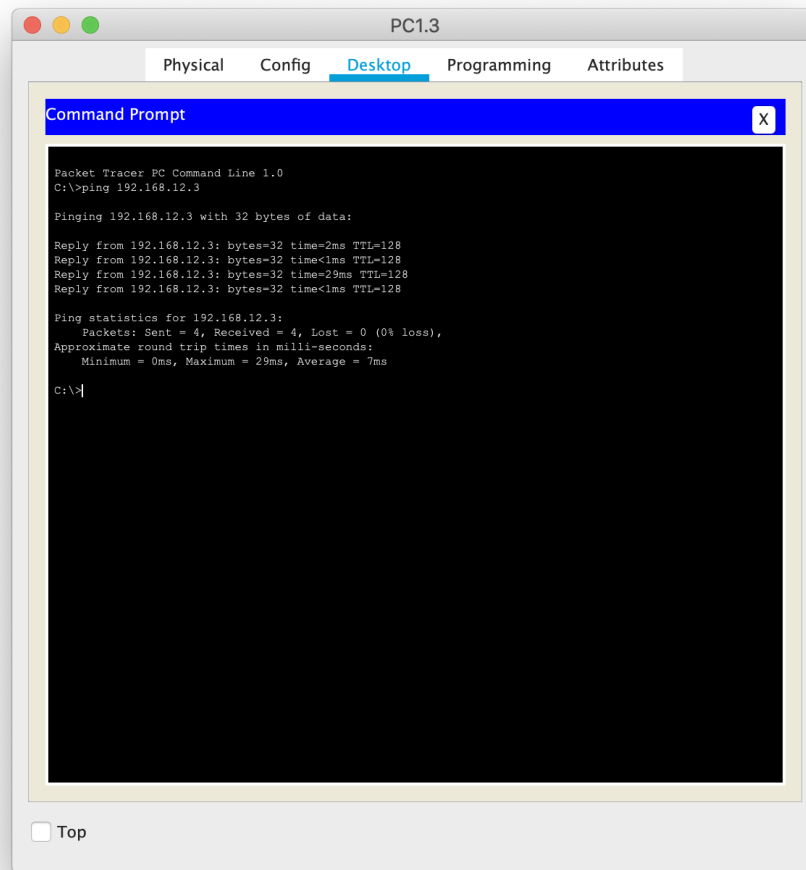 PC1.3
Physical Config Desktop Programming Attributes
Command Prompt
X
Packet Tracer PC Command Line 1.0
C:\>ping 192.168.12.3
Pinging 192.168.12.3 with 32 bytes of data:
Reply from 192.168.12.3: bytes=32 time=2ms TTL=128
Reply from 192.168.12.3: bytes=32 time<1ms TTL=128
Reply from 192.168.12.3: bytes=32 time=29ms TTL=128
Reply from 192.168.12.3: bytes=32 time<1ms TTL=128
Ping statistics for 192.168.12.3:
    Packets: Sent = 4, Received = 4, Lost = 0 (0% loss),
Approximate round trip times in milli-seconds:
    Minimum = 0ms, Maximum = 29ms, Average = 7ms
C:\>
Top